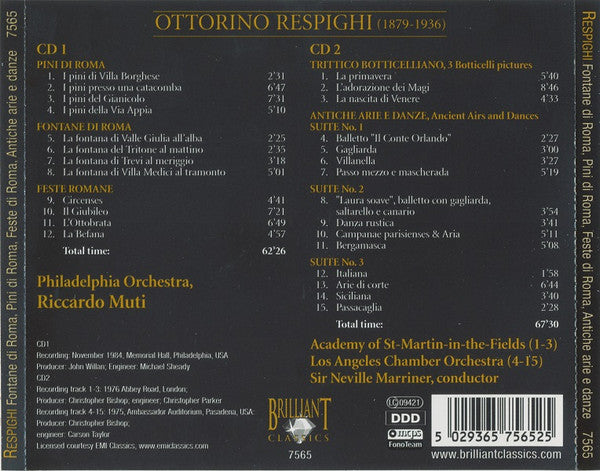 OTTORINO RESPIGHI (1879-1936)
CD 1
PINI DI ROMA
1. I pini di Villa Borghese 2'31
2. I pini presso una catacomba 6'47
3. I pini del Gianicolo 7'31
4. I pini della Via Appia 5'10
FONTANE DI ROMA
5. La fontana di Valle Giulia all'alba 2'25
6. La fontana del Tritone al mattino 2'35
7. La fontana di Trevi al meriggio 3'18
8. La fontana di Villa Medici al tramonto 5'01
FESTE ROMANE
9. Circenses 4'41
10. Il Giubileo 7'21
11. L'Ottobrata 6'49
12. La Befana 4'57
Total time: 62'26
Philadelphia Orchestra,
Riccardo Muti
CD1
Recording: November 1984, Memorial Hall, Philadelphia, USA
Producer: John Willan; Engineer: Michael Sheady
CD2
Recording track 1-3: 1976 Abbey Road, London;
Producer: Christopher Bishop; engineer: Christopher Parker
Recording track 4-15: 1975, Ambassador Auditorium, Pasadena, USA:
Producer: Christopher Bishop;
engineer: Carson Taylor
Licensed courtesy EMI Classics, www.emiclassics.com
CD 2
TRITTICO BOTTICELLIANO, 3 Botticelli pictures
1. La primavera 5'40
2. L'adorazione dei Magi 8'46
3. La nascita di Venere 4'33
ANTICHE ARIE E DANZE, Ancient Airs and Dances
SUITE No. 1
4. Balletto "Il Conte Orlando" 2'27
5. Gagliarda 3'00
6. Villanella 3'27
7. Passo mezzo e mascherada 5'19
SUITE No. 2
8. "Laura soave", balletto con gagliarda,
saltarello e canario 3'54
9. Danza rustica 3'41
10. Campanae parisienses & Aria 5'11
11. Bergamasca 5'08
SUITE No. 3
12. Italiana 1'58
13. Arie di corte 6'44
14. Siciliana 3'40
15. Passacaglia 2'28
Total time: 67'30
Academy of St-Martin-in-the-Fields (1-3)
Los Angeles Chamber Orchestra (4-15)
Sir Neville Marriner, conductor
BRILLIANT
CLASSICS
7565
LC 09421
DDD
mcps
FonoTeam
5 029365 756525
www.brilliantclassics.com
RESPIGHI Fontane di Roma, Pini di Roma, Feste di Roma, Antiche arie e danze 7565
RESPIGHI Fontane di Roma, Pini di Roma, Feste di Roma, Antiche arie e danze 7565